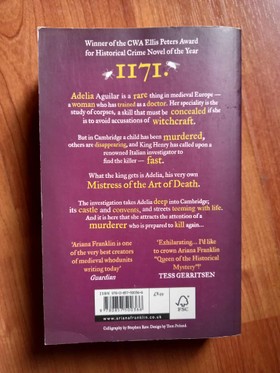 Winner of the CWA Ellis Peters Award
for Historical Crime Novel of the Year
1171.
Adelia Aguilar is a rare thing in medieval Europe –
a woman who has trained as a doctor. Her speciality is the
study of corpses, a skill that must be concealed if she
is to avoid accusations of witchcraft.
But in Cambridge a child has been murdered,
others are disappearing, and King Henry has called upon a
renowned Italian investigator to
find the killer – fast.
What the king gets is Adelia, his very own
Mistress of the Art of Death.
The investigation takes Adelia deep into Cambridge;
its castle and convents, and streets teeming with life.
And it is here that she attracts the attention of a
murderer who is prepared to kill again...
'Ariana Franklin is one
of the very best creators
of medieval whodunits
writing today'
Guardian
'Exhilarating... I'd like
to crown Ariana Franklin
"Queen of the Historical
Mystery"!'
TESS GERRITSEN
FSC
www.arianafranklin.co.uk
Calligraphy by Stephen Raw. Design by Tom Poland